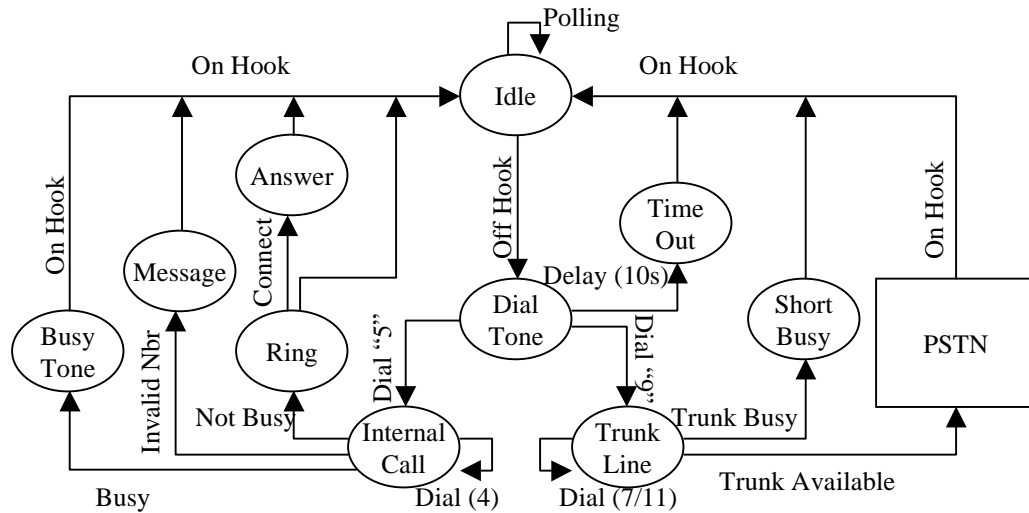 Polling
On Hook
On Hook
Idle
Answer
Off Hook
Time
Out
On Hook
Message
Connect
On Hook
Delay (10s)
Dial
Tone
Short
Busy
Busy
Tone
Invalid Nbr
Ring
Dial “5”
Dial “9”
PSTN
Not Busy
Internal
Call
Trunk
Line
Trunk Busy
Busy
Dial (4)
Dial (7/11)
Trunk Available